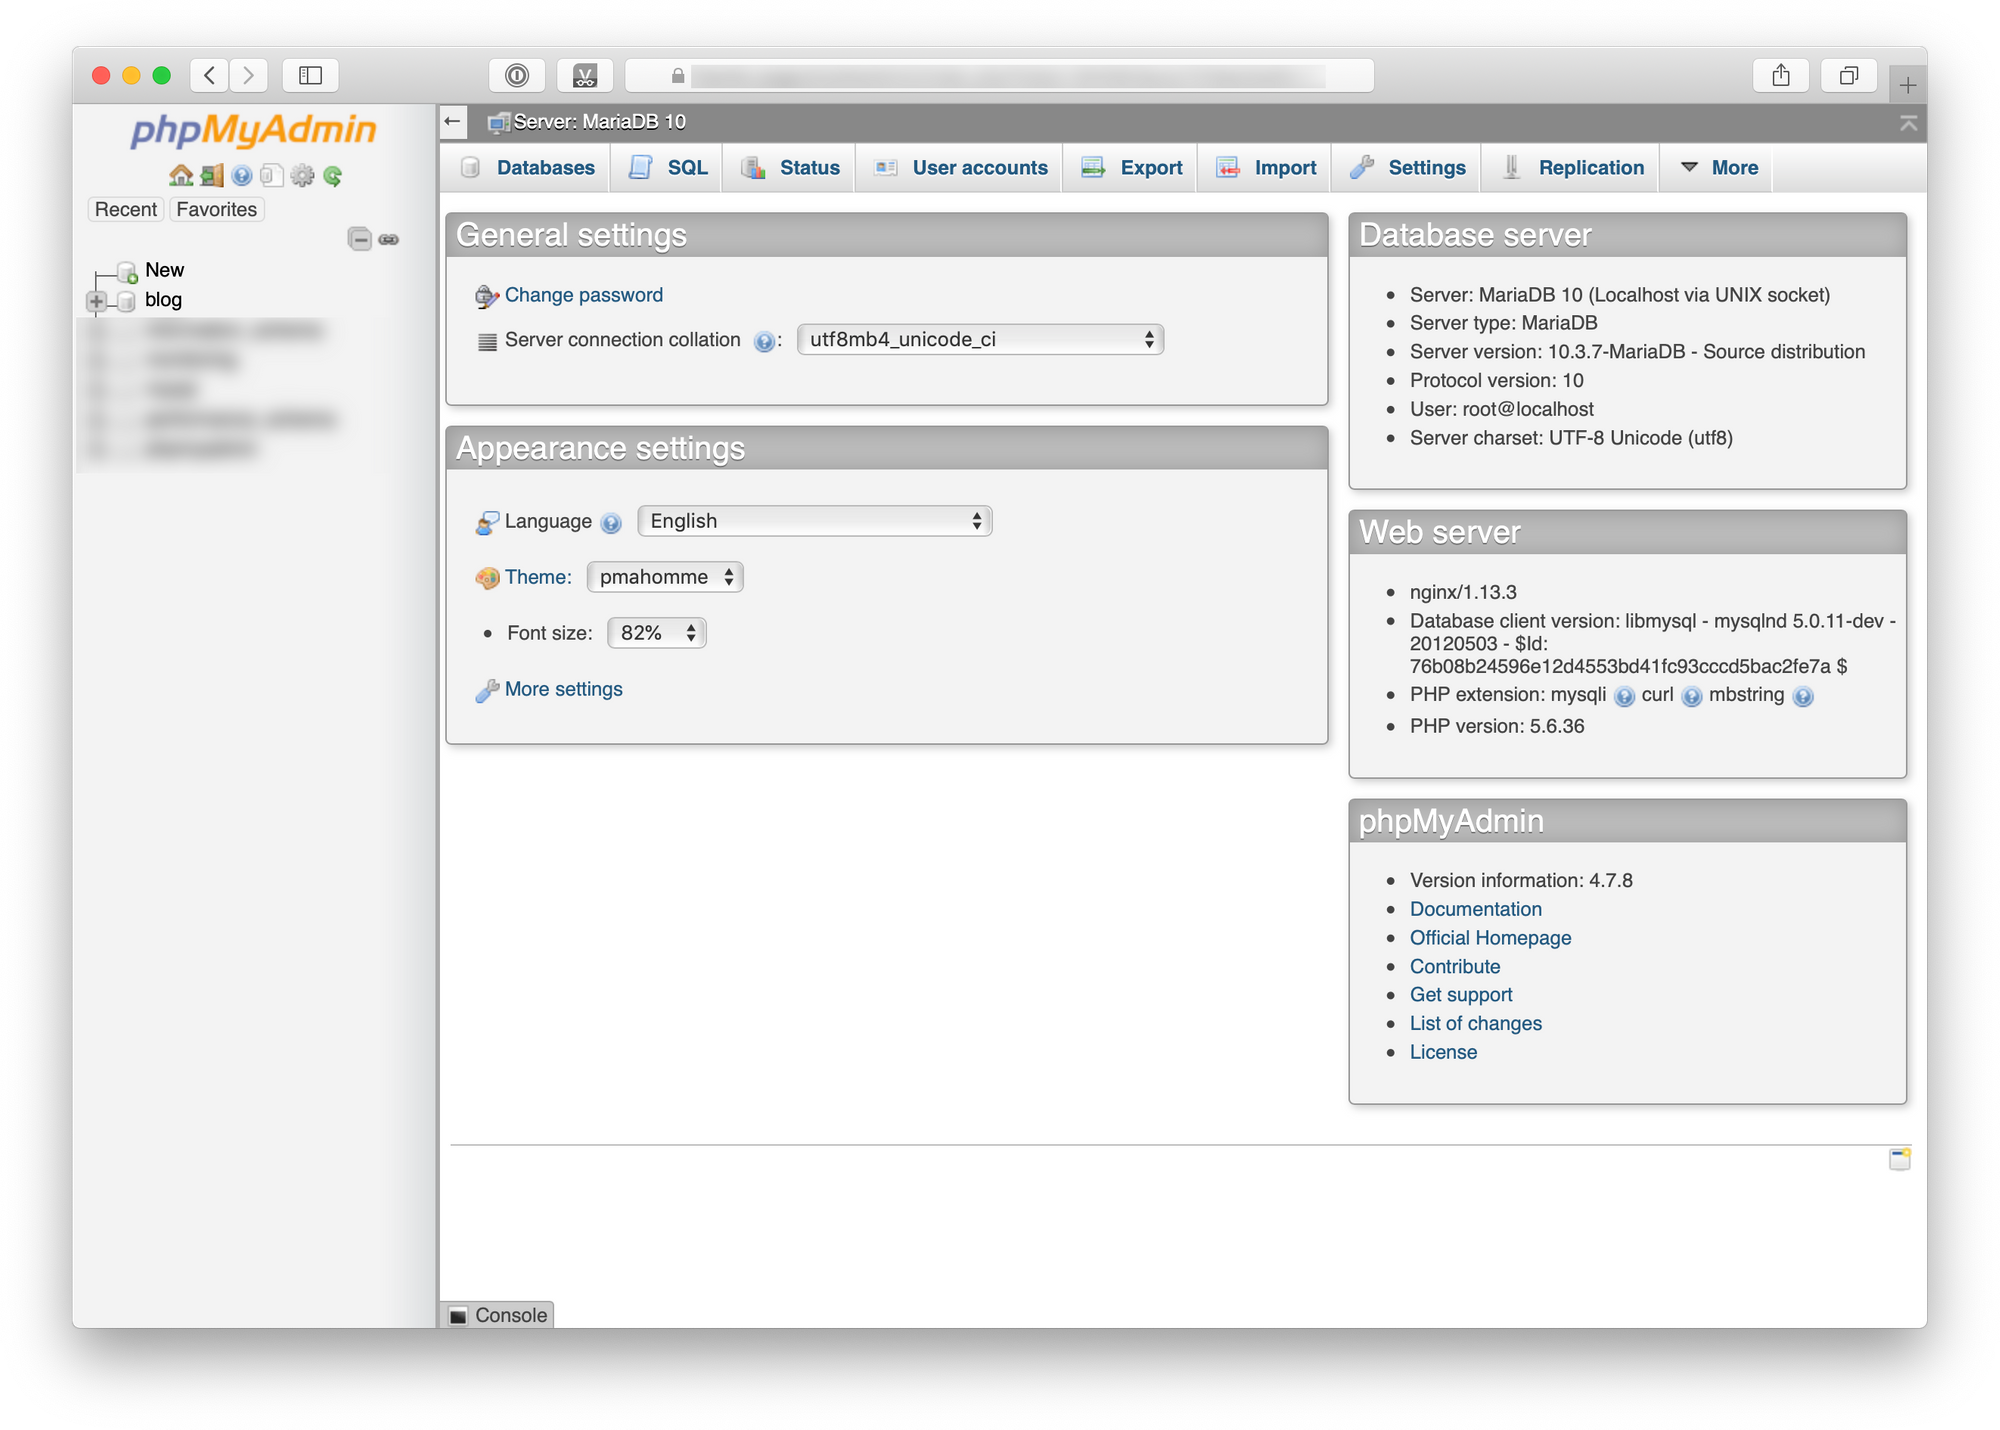 phpMyAdmin
Recent Favorites
New
blog
Server: MariaDB 10
Databases SQL Status User accounts Export Import Settings Replication More
General settings
Change password
Server connection collation : utf8mb4_unicode_ci
Appearance settings
Language English
Theme: pmahomme
Font size: 82%
More settings
Database server
Server: MariaDB 10 (Localhost via UNIX socket)
Server type: MariaDB
Server version: 10.3.7-MariaDB - Source distribution
Protocol version: 10
User: root@localhost
Server charset: UTF-8 Unicode (utf8)
Web server
nginx/1.13.3
Database client version: libmysql - mysqlnd 5.0.11-dev -
20120503 - $Id:
76b08b24596e12d4553bd41fc93cccd5bac2fe7a $
PHP extension: mysqli curl mbstring
PHP version: 5.6.36
phpMyAdmin
Version information: 4.7.8
Documentation
Official Homepage
Contribute
Get support
List of changes
License
Console